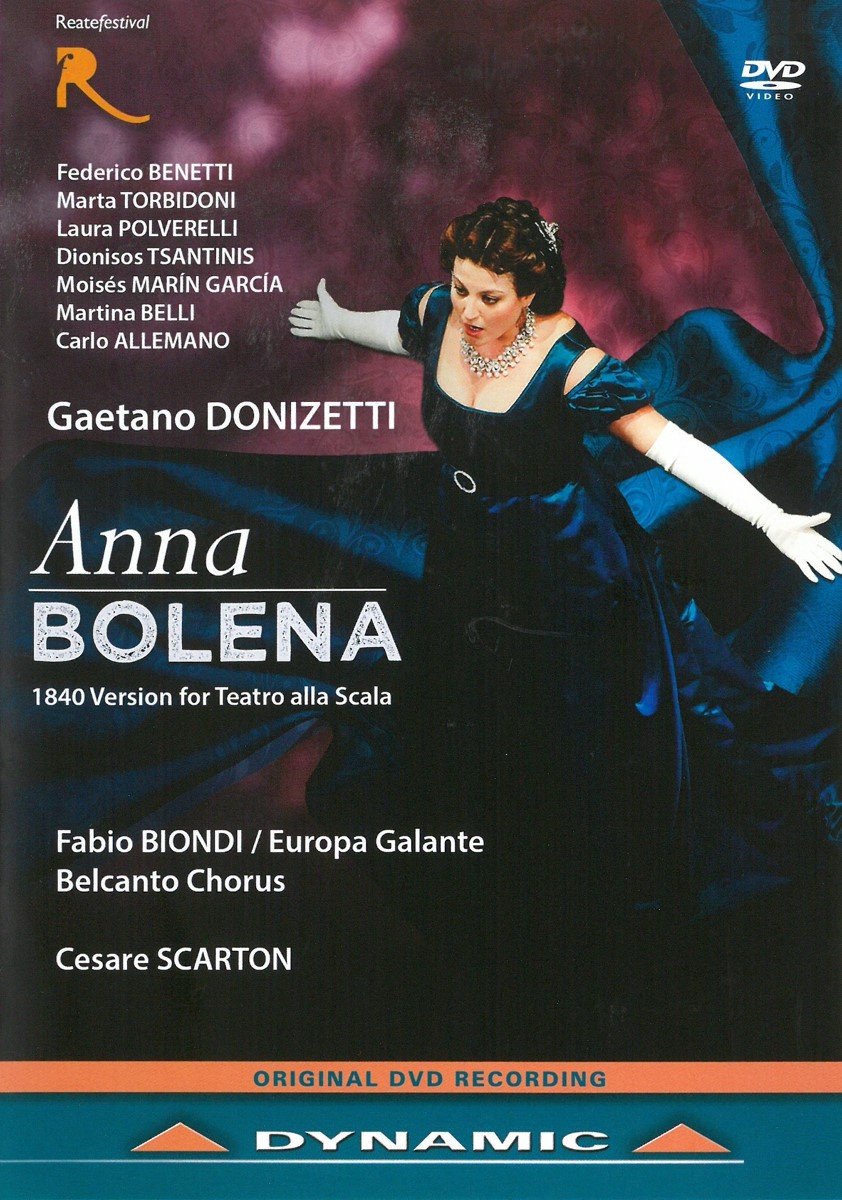 Reatefestival
R
DVD
VIDEO
Federico BENETTI
Marta TORBIDONI
Laura POLVERELLI
Dionisos TSANTINIS
Moisés MARÍN GARCÍA
Martina BELLI
Carlo ALLEMANO
Gaetano DONIZETTI
Anna
BOLENA
1840 Version for Teatro alla Scala
Fabio BIONDI / Europa Galante
Belcanto Chorus
Cesare SCARTON
ORIGINAL DVD RECORDING
DYNAMIC